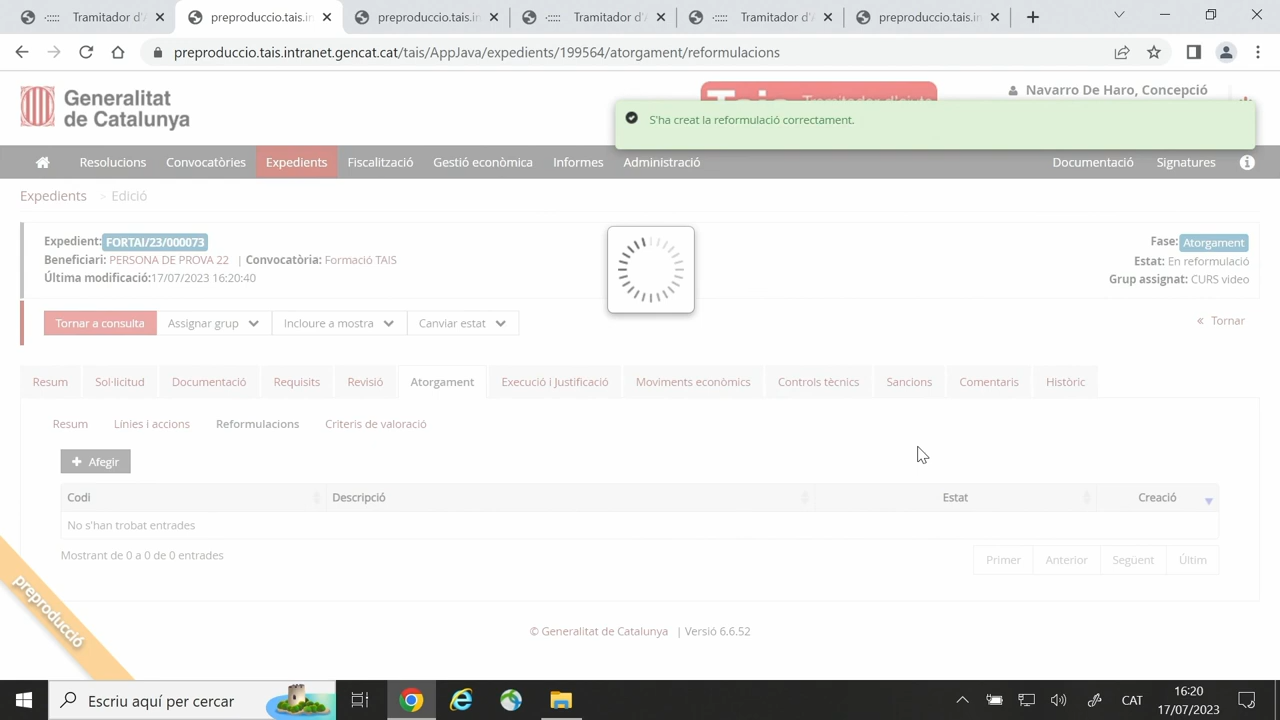 ·::::: Tramitador d'A
preproduccio.tais.in
preproduccio.tais.in
·::::: Tramitador d'A
·::::: Tramitador d'A
preproduccio.tais.in
preproduccio.tais.intranet.gencat.cat/tais/AppJava/expedients/199564/atorgament/reformulacions
Generalitat
de Catalunya
Navarro De Haro, Concepció
S'ha creat la reformulació correctament.
Resolucions Convocatòries Expedients Fiscalització Gestió econòmica Informes Administració Documentació Signatures
Expedients > Edició
Expedient: FORTAI/23/000073
Beneficiari: PERSONA DE PROVA 22 | Convocatòria: Formació TAIS
Última modificació:17/07/2023 16:20:40
Fase: Atorgament
Estat: En reformulació
Grup assignat: CURS video
Tornar a consulta Assignar grup Incloure a mostra Canviar estat « Tornar
Resum Sol·licitud Documentació Requisits Revisió Atorgament Execució i Justificació Moviments econòmics Controls tècnics Sancions Comentaris Històric
Resum Línies i accions Reformulacions Criteris de valoració
+ Afegir
Codi Descripció Estat Creació
No s'han trobat entrades
Mostrant de 0 a 0 de 0 entrades
Primer Anterior Següent Últim
preproducció
© Generalitat de Catalunya | Versió 6.6.52
Escriu aquí per cercar
CAT
16:20
17/07/2023